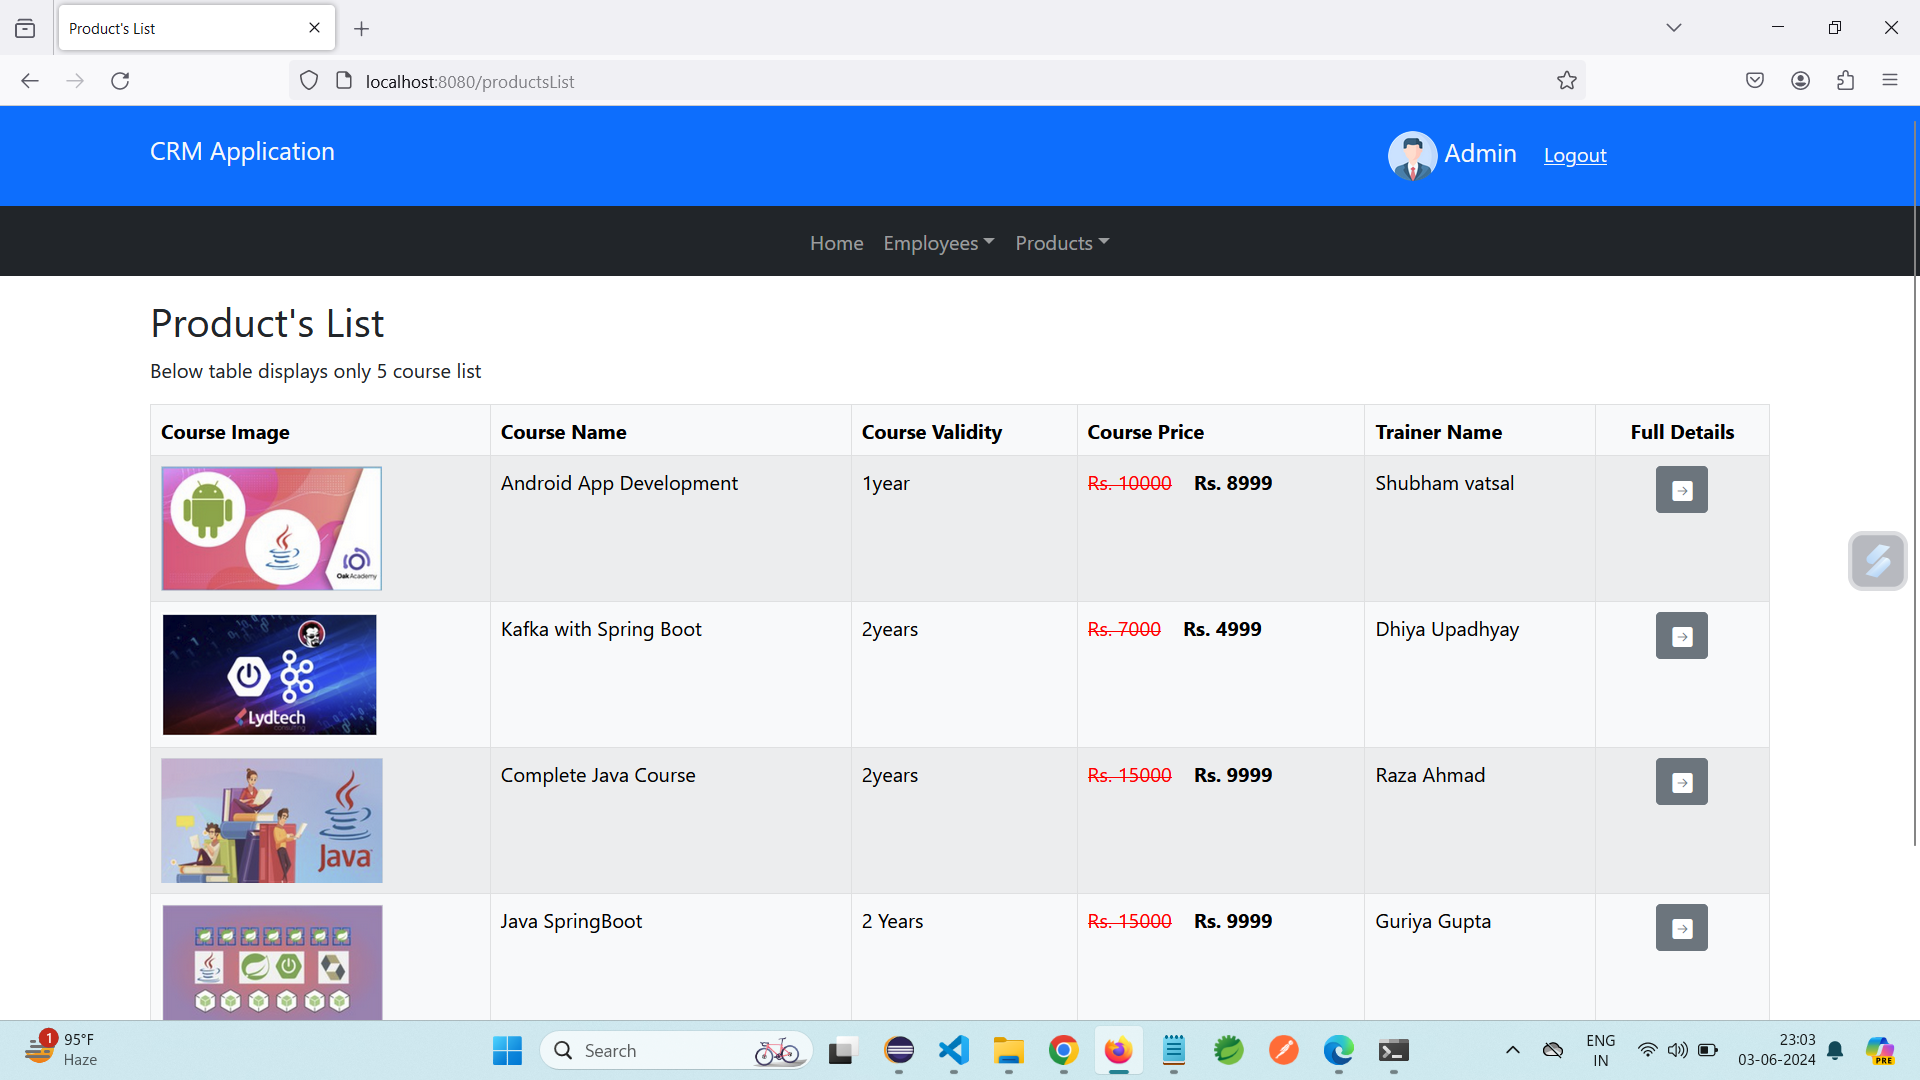 Product's List
localhost:8080/productsList
CRM Application
Admin
Logout
Home
Employees
Products
Product's List
Below table displays only 5 course list
Course Image
Course Name
Course Validity
Course Price
Trainer Name
Full Details
OakAcademy
Android App Development
1year
Rs. 10000 Rs. 8999
Shubham vatsal
Lydtech
Kafka with Spring Boot
2years
Rs. 7000 Rs. 4999
Dhiya Upadhyay
Java
Complete Java Course
2years
Rs. 15000 Rs. 9999
Raza Ahmad
Java SpringBoot
2 Years
Rs. 15000 Rs. 9999
Guriya Gupta
1
95°F
Haze
Search
ENG
IN
23:03
03-06-2024
PRE